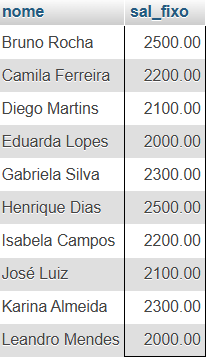 nome sal_fixo
Bruno Rocha 2500.00
Camila Ferreira 2200.00
Diego Martins 2100.00
Eduarda Lopes 2000.00
Gabriela Silva 2300.00
Henrique Dias 2500.00
Isabela Campos 2200.00
José Luiz 2100.00
Karina Almeida 2300.00
Leandro Mendes 2000.00